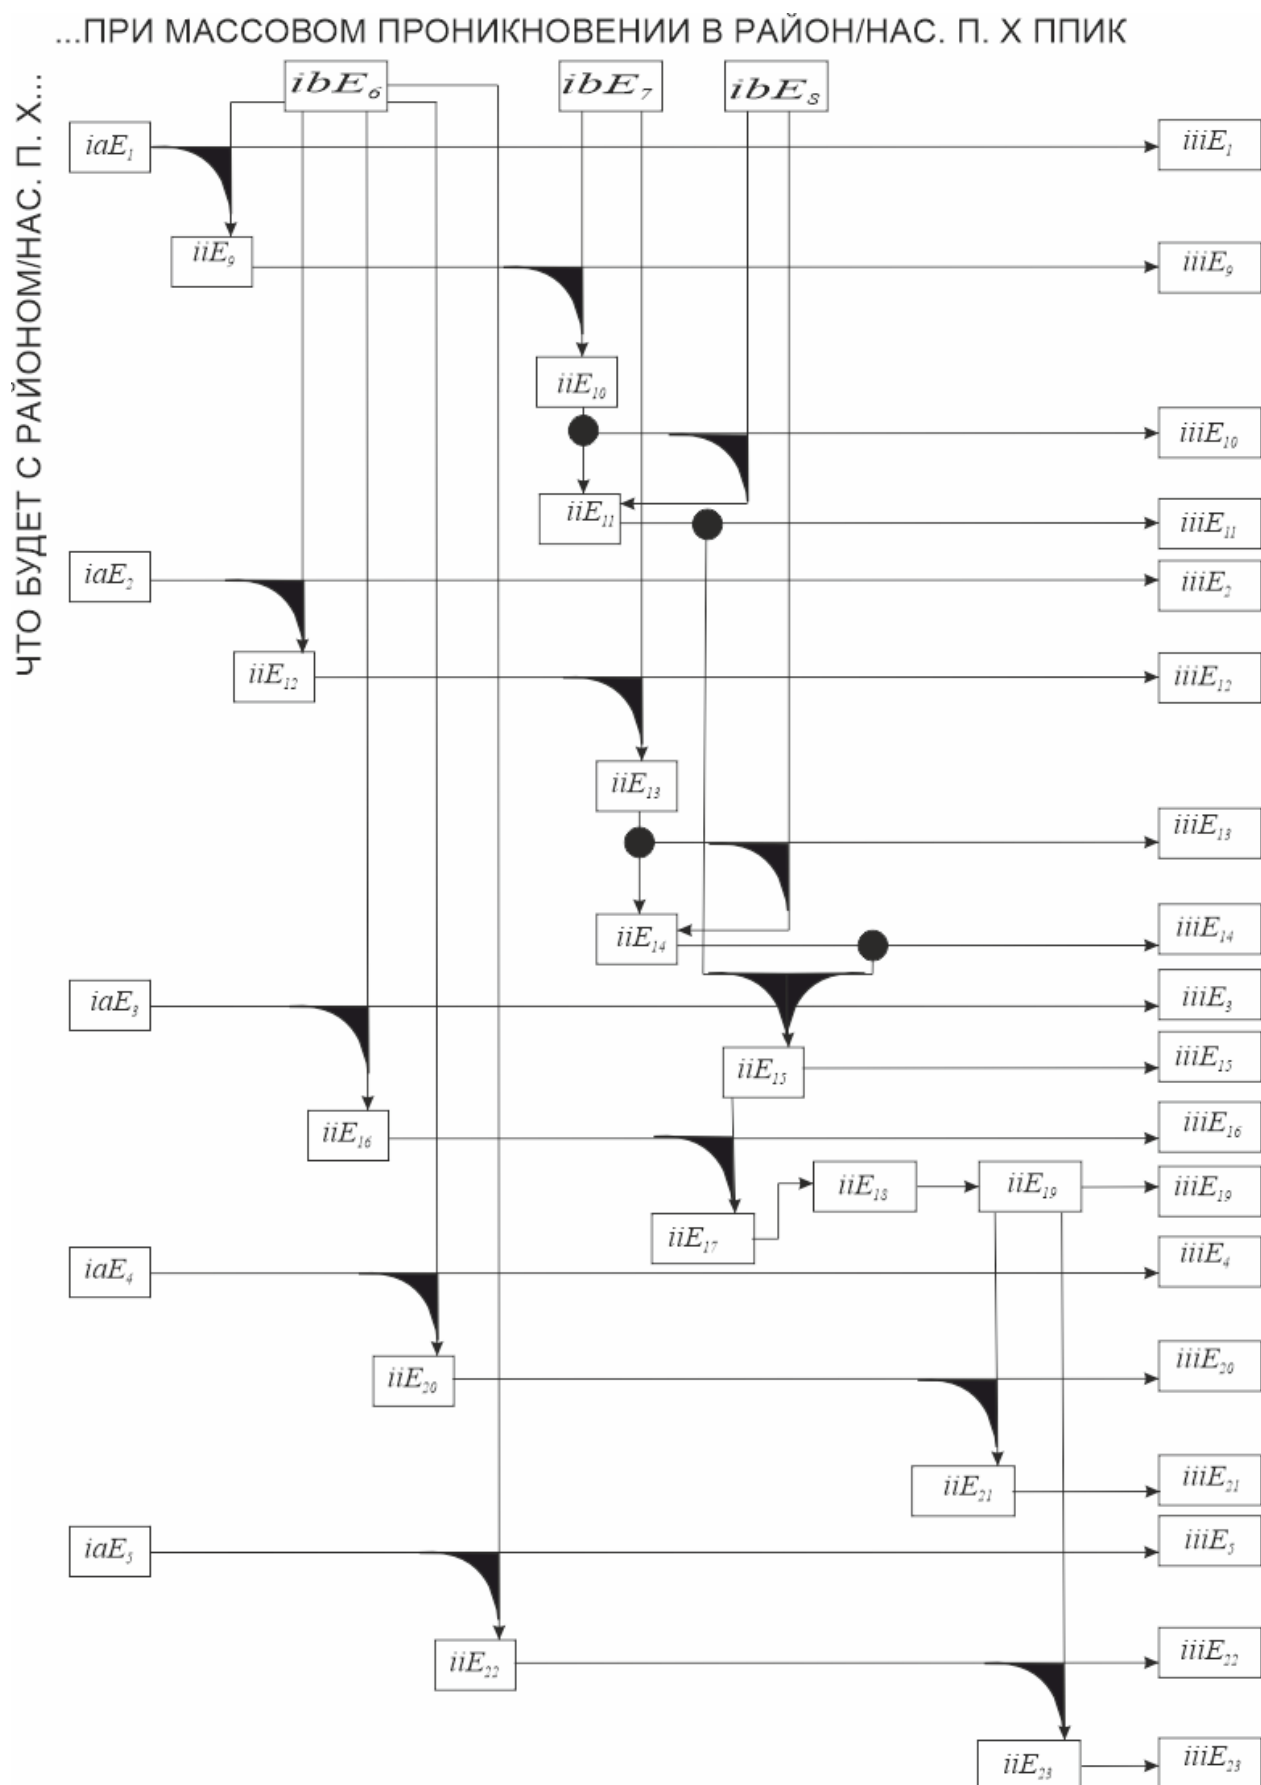 ...ПРИ МАССОВОМ ПРОНИКНОВЕНИИ В РАЙОН/НАС. П. Х ППИК
ЧТО БУДЕТ С РАЙОНОМ/НАС. П. Х...
ibE6 ibE7 ibE8
iaE1 iiiE1
iiE9 iiiE9
iiE10
iiiE10
iiE11 iiiE11
iaE2 iiiE2
iiE12 iiiE12
iiE13
iiiE13
iiE14 iiiE14
iaE3 iiiE3
iiE15 iiiE15
iiE16 iiiE16
iiE18 iiE19 iiiE19
iiE17
iaE4 iiiE4
iiE20 iiiE20
iiE21 iiiE21
iaE5 iiiE5
iiE22 iiiE22
iiE23 iiiE23